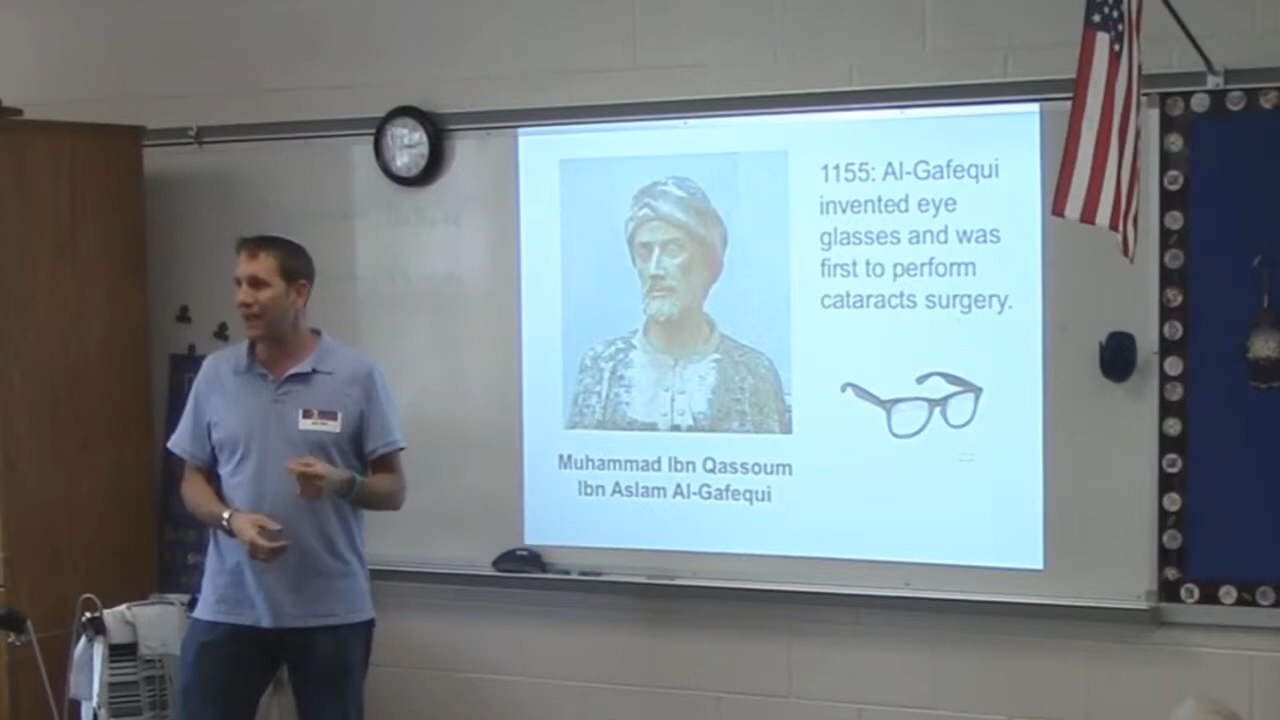 1155: Al-Gafequi
invented eye
glasses and was
first to perform
cataracts surgery.
Muhammad Ibn Qassoum
Ibn Aslam Al-Gafequi